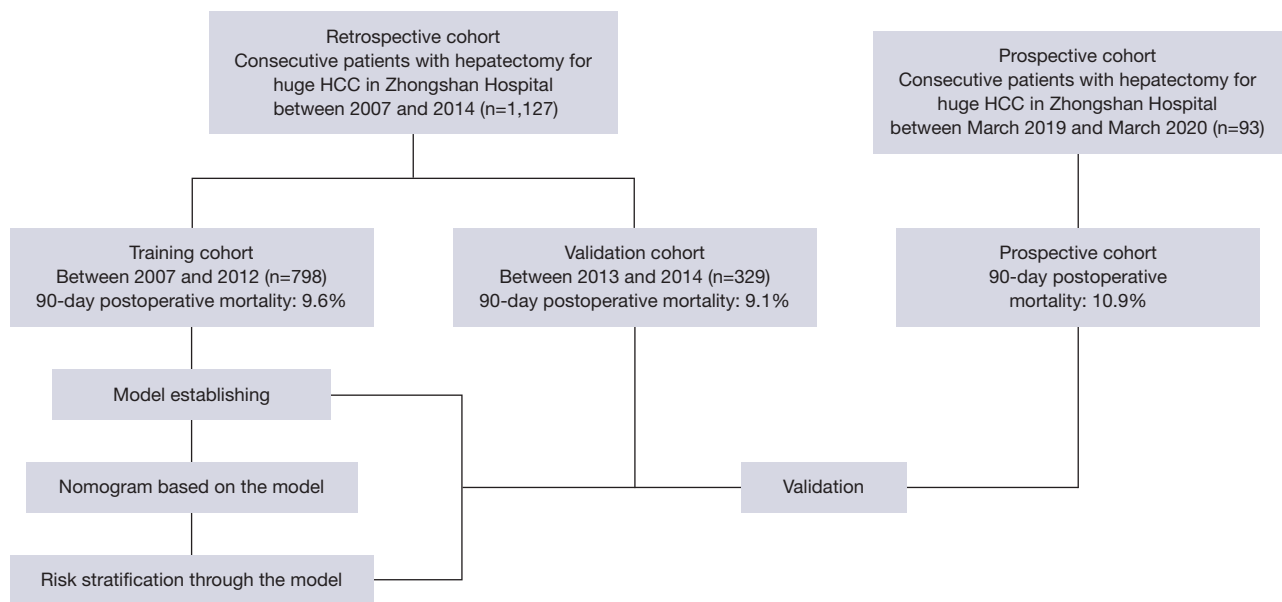 Retrospective cohort
Consecutive patients with hepatectomy for
huge HCC in Zhongshan Hospital
between 2007 and 2014 (n=1,127)
Prospective cohort
Consecutive patients with hepatectomy for
huge HCC in Zhongshan Hospital
between March 2019 and March 2020 (n=93)
Training cohort
Between 2007 and 2012 (n=798)
90-day postoperative mortality: 9.6%
Validation cohort
Between 2013 and 2014 (n=329)
90-day postoperative mortality: 9.1%
Prospective cohort
90-day postoperative
mortality: 10.9%
Model establishing
Nomogram based on the model
Validation
Risk stratification through the model